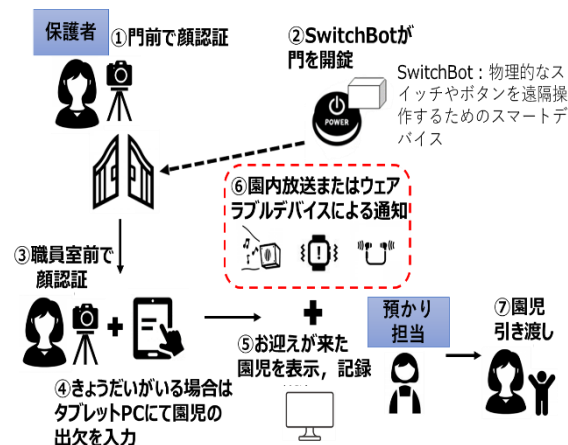 保護者
①門前で顔認証
②SwitchBotが
門を開錠
SwitchBot：物理的なス
イッチやボタンを遠隔操
作するためのスマートデ
バイス
POWER
⑥園内放送またはウェア
ラブルデバイスによる通知
③職員室前で
顔認証
④きょうだいがいる場合は
タブレットPCにて園児の
出欠を入力
⑤お迎えが来た
園児を表示，記録
預かり
担当
⑦園児
引き渡し